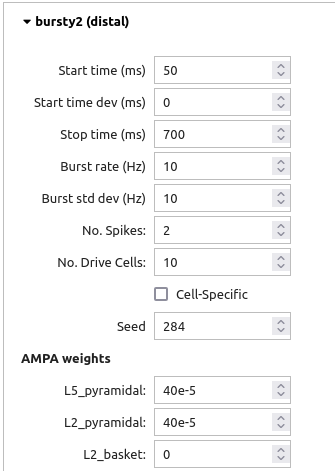 bursty2 (distal)
Start time (ms) 50
Start time dev (ms) 0
Stop time (ms) 700
Burst rate (Hz) 10
Burst std dev (Hz) 10
No. Spikes: 2
No. Drive Cells: 10
Cell-Specific
Seed 284
AMPA weights
L5_pyramidal: 40e-5
L2_pyramidal: 40e-5
L2_basket: 0